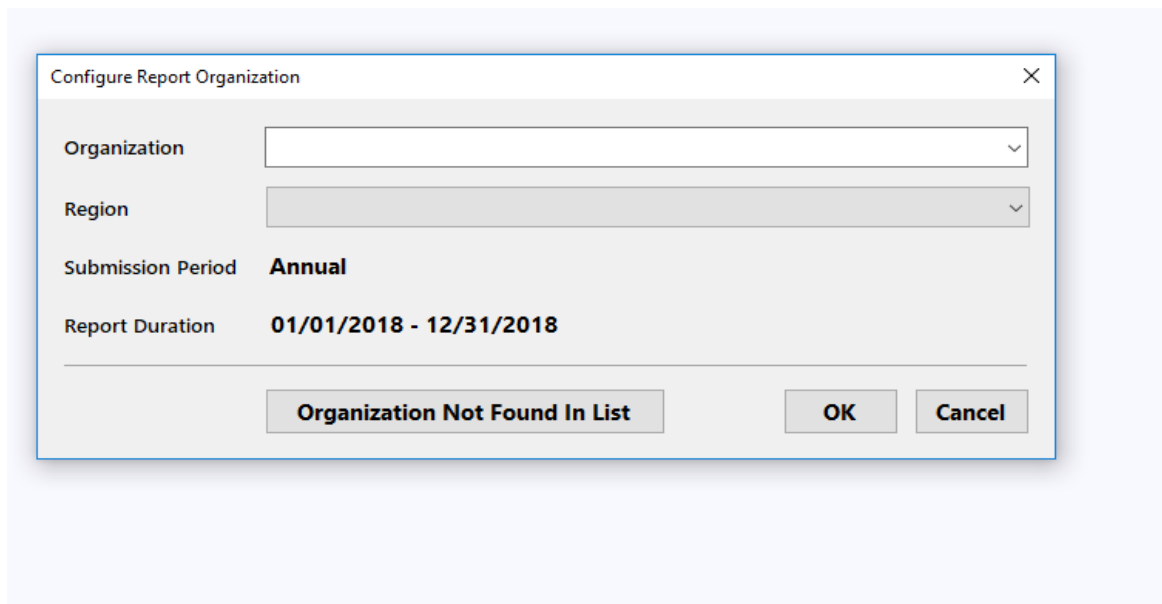 Configure Report Organization
Organization
Region
Submission Period Annual
Report Duration 01/01/2018 - 12/31/2018
Organization Not Found In List OK Cancel